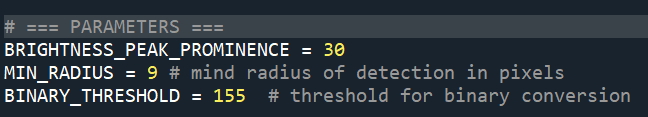 # === PARAMETERS ===
BRIGHTNESS_PEAK_PROMINENCE = 30
MIN_RADIUS = 9 # mind radius of detection in pixels
BINARY_THRESHOLD = 155  # threshold for binary conversion